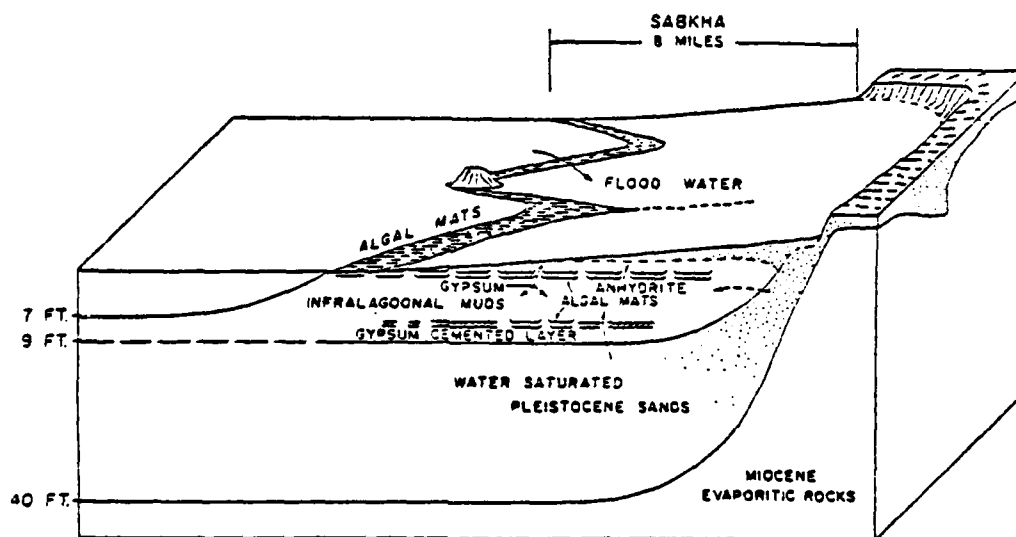 SABKHA
8 MILES
FLOOD WATER
ALGAL MATS
GYPSUM
ANHYDRITE
INFRALAGOONAL MUDS
ALGAL MATS
7 FT.
9 FT.
GYPSUM CEMENTED LAYER
WATER SATURATED
PLEISTOCENE SANDS
40 FT.
MIOCENE
EVAPORITIC ROCKS